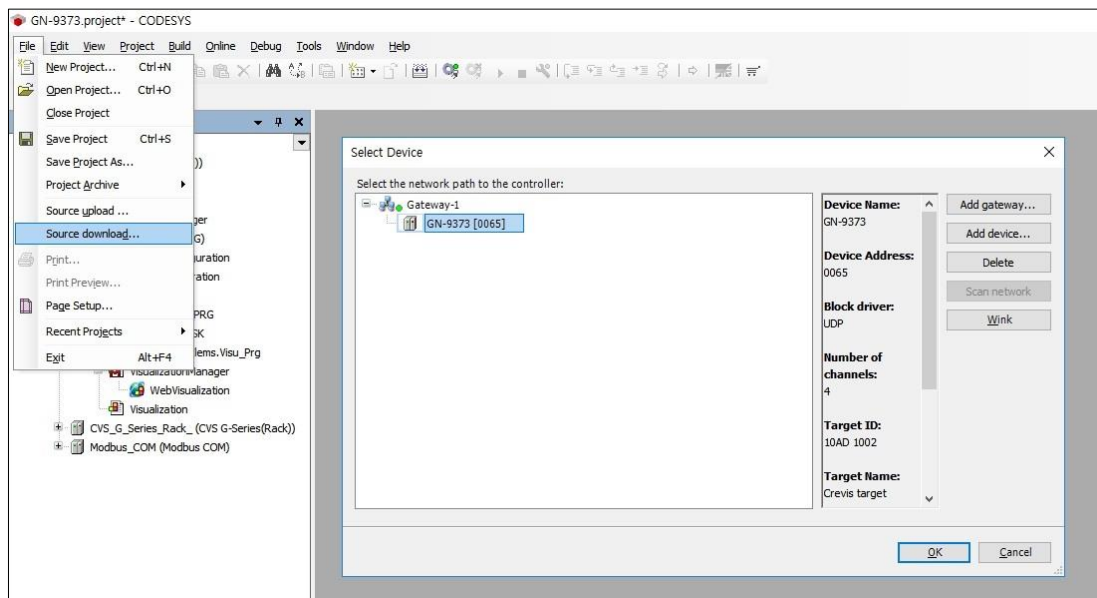 GN-9373.project* - CODESYS
File Edit View Project Build Online Debug Tools Window Help
New Project... Ctrl+N
Open Project... Ctrl+O
Close Project
Save Project Ctrl+S
Save Project As...
Project Archive
Source upload ...
Source download...
Print...
Print Preview...
Page Setup...
Recent Projects
Exit Alt+F4
))
ger
G)
uration
ation
PRG
SK
lems.Visu_Prg
VisualizationManager
WebVisualization
Visualization
CVS_G_Series_Rack_ (CVS G-Series(Rack))
Modbus_COM (Modbus COM)
Select Device
Select the network path to the controller:
Gateway-1
GN-9373 [0065]
Device Name:
GN-9373
Device Address:
0065
Block driver:
UDP
Number of
channels:
4
Target ID:
10AD 1002
Target Name:
Crevis target
Add gateway...
Add device...
Delete
Scan network
Wink
OK Cancel